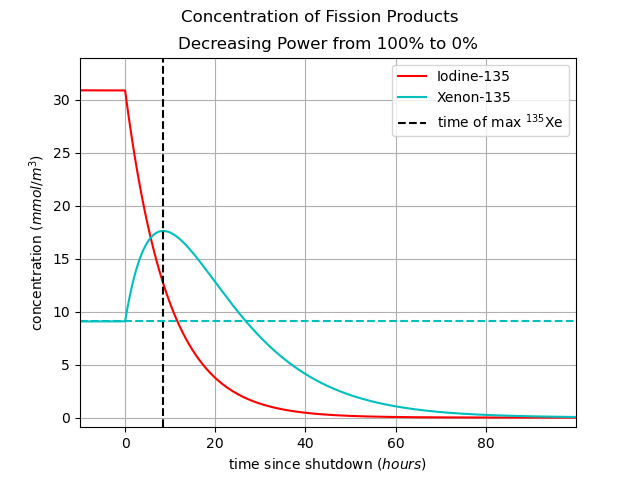 Concentration of Fission Products
Decreasing Power from 100% to 0%
Iodine-135
Xenon-135
time of max ¹³⁵Xe
concentration (mmol/m³)
30
25
20
15
10
5
0
0 20 40 60 80
time since shutdown (hours)